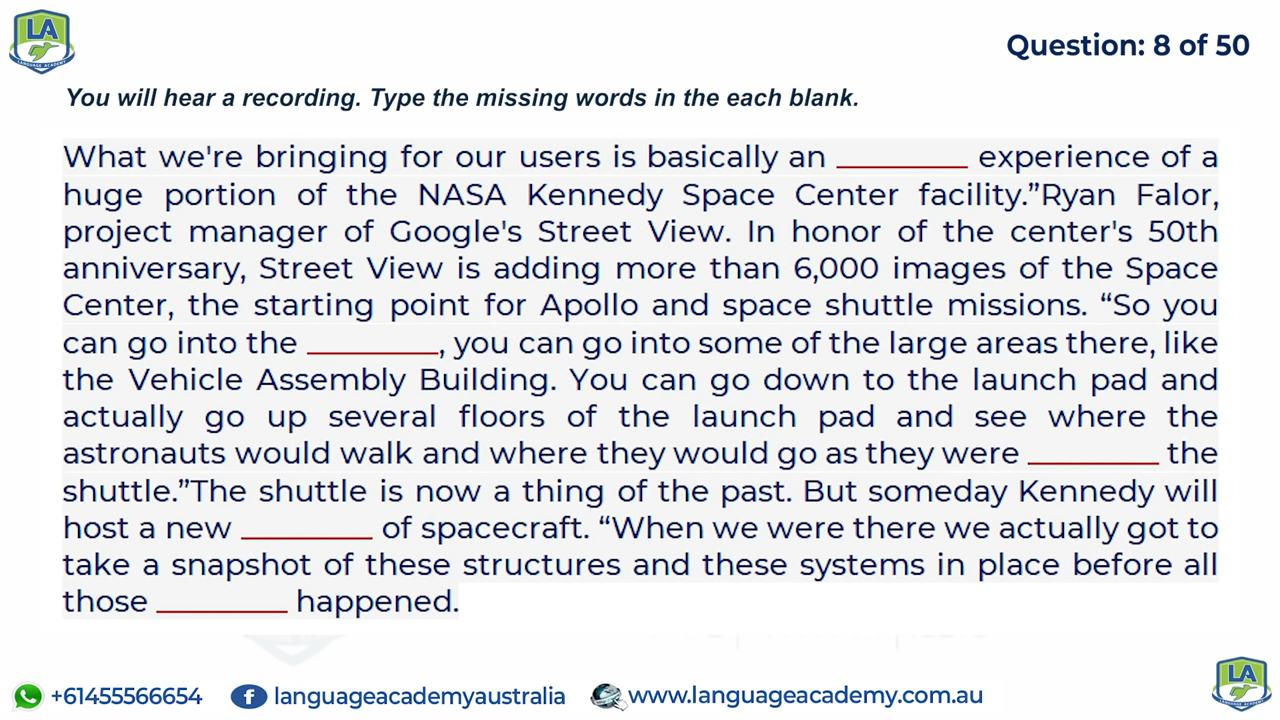 LA
LANGUAGE ACADEMY
Question: 8 of 50
You will hear a recording. Type the missing words in the each blank.
What we're bringing for our users is basically an ________ experience of a
huge portion of the NASA Kennedy Space Center facility.”Ryan Falor,
project manager of Google's Street View. In honor of the center's 50th
anniversary, Street View is adding more than 6,000 images of the Space
Center, the starting point for Apollo and space shuttle missions. “So you
can go into the ________, you can go into some of the large areas there, like
the Vehicle Assembly Building. You can go down to the launch pad and
actually go up several floors of the launch pad and see where the
astronauts would walk and where they would go as they were ________ the
shuttle.”The shuttle is now a thing of the past. But someday Kennedy will
host a new ________ of spacecraft. “When we were there we actually got to
take a snapshot of these structures and these systems in place before all
those ________ happened.
+61455566654
languageacademyaustralia
www.languageacademy.com.au
LA